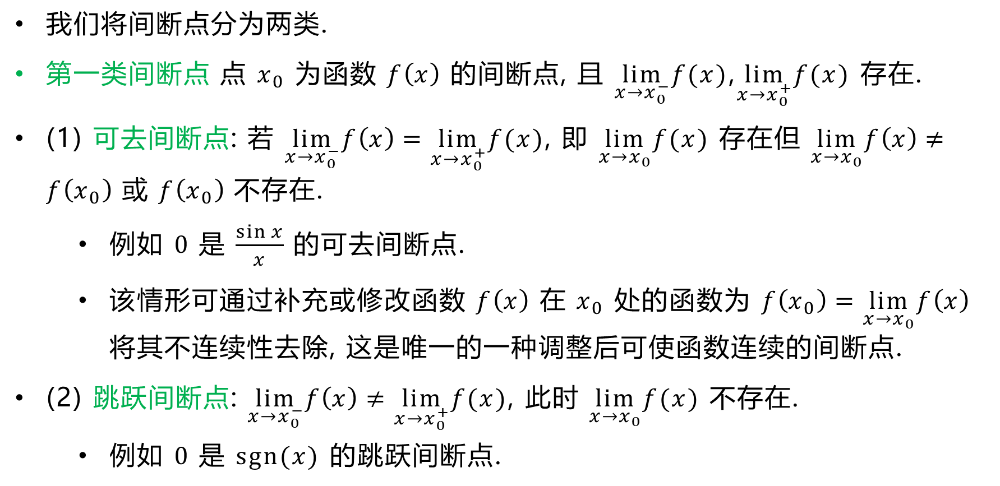 • 我们将间断点分为两类.
• 第一类间断点 点 $x_0$ 为函数 $f(x)$ 的间断点, 且 $\lim\limits_{x \to x_0^-} f(x), \lim\limits_{x \to x_0^+} f(x)$ 存在.
• (1) 可去间断点: 若 $\lim\limits_{x \to x_0^-} f(x) = \lim\limits_{x \to x_0^+} f(x)$, 即 $\lim\limits_{x \to x_0} f(x)$ 存在但 $\lim\limits_{x \to x_0} f(x) \neq$
$f(x_0)$ 或 $f(x_0)$ 不存在.
• 例如 0 是 $\frac{\sin x}{x}$ 的可去间断点.
• 该情形可通过补充或修改函数 $f(x)$ 在 $x_0$ 处的函数为 $f(x_0) = \lim\limits_{x \to x_0} f(x)$
将其不连续性去除, 这是唯一的一种调整后可使函数连续的间断点.
• (2) 跳跃间断点: $\lim\limits_{x \to x_0^-} f(x) \neq \lim\limits_{x \to x_0^+} f(x)$, 此时 $\lim\limits_{x \to x_0} f(x)$ 不存在.
• 例如 0 是 $\mathrm{sgn}(x)$ 的跳跃间断点.